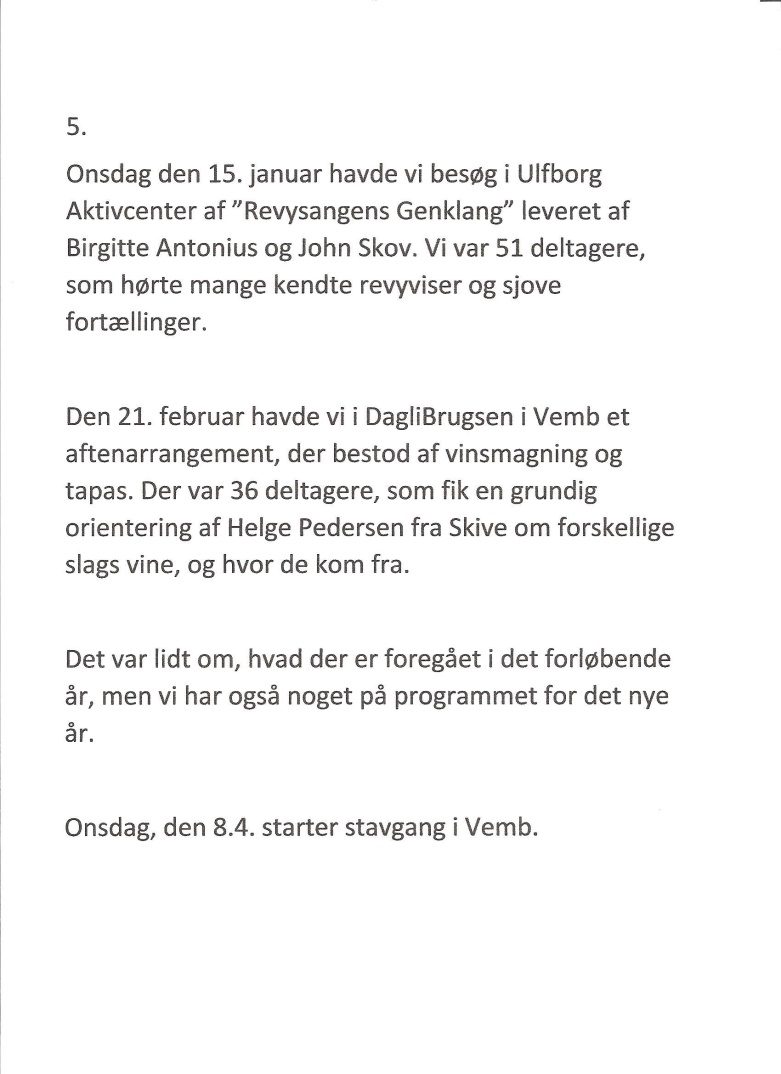 5.
Onsdag den 15. januar havde vi besøg i Ulfborg
Aktivcenter af ”Revysangens Genklang” leveret af
Birgitte Antonius og John Skov. Vi var 51 deltagere,
som hørte mange kendte revyviser og sjove
fortællinger.
Den 21. februar havde vi i DagliBrugsen i Vemb et
aftenarrangement, der bestod af vinsmagning og
tapas. Der var 36 deltagere, som fik en grundig
orientering af Helge Pedersen fra Skive om forskellige
slags vine, og hvor de kom fra.
Det var lidt om, hvad der er foregået i det forløbende
år, men vi har også noget på programmet for det nye
år.
Onsdag, den 8.4. starter stavgang i Vemb.